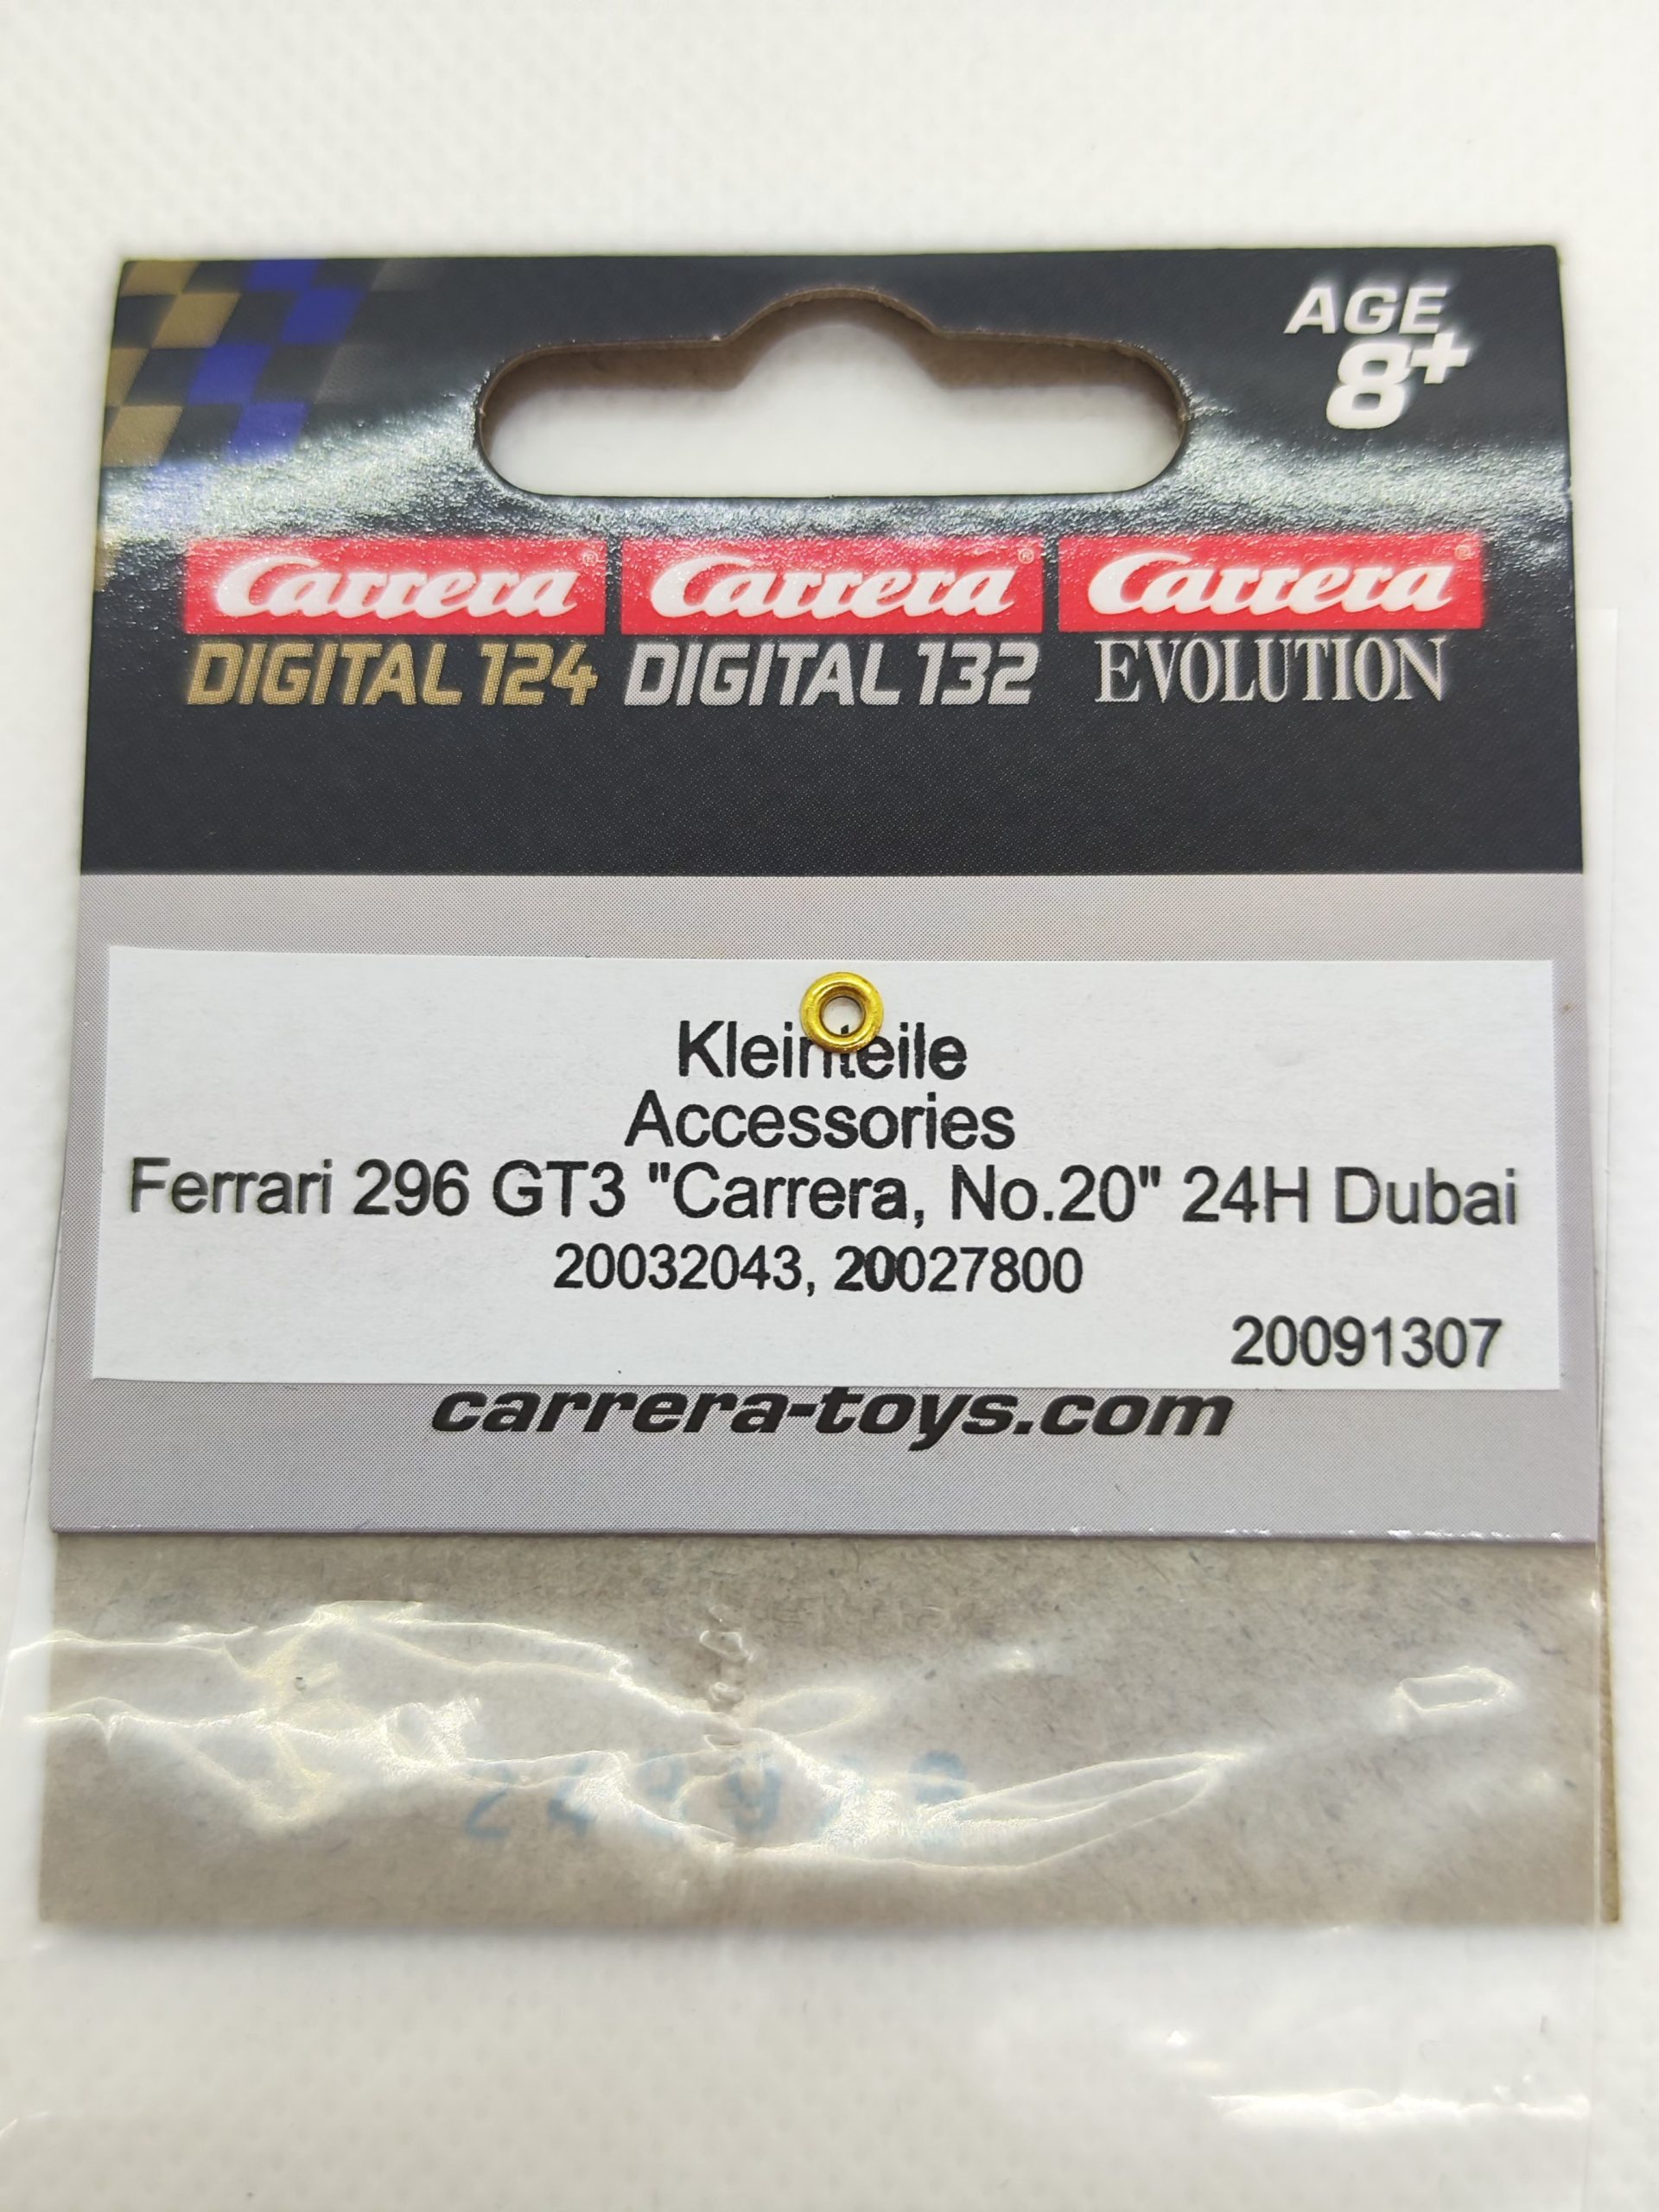 AGE
8+
Carrera® Carrera® Carrera®
DIGITAL 124 DIGITAL 132 EVOLUTION
Kleinteile
Accessories
Ferrari 296 GT3 "Carrera, No.20" 24H Dubai
20032043, 20027800
20091307
carrera-toys.com